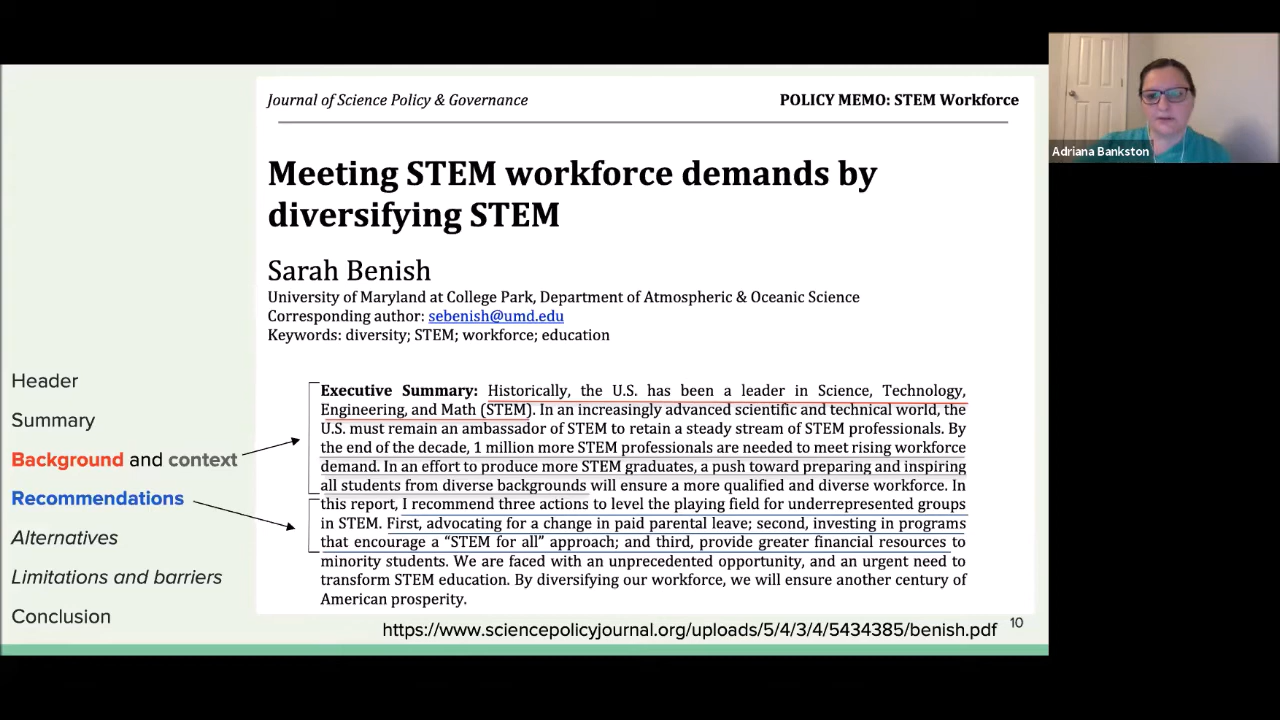 Journal of Science Policy & Governance
POLICY MEMO: STEM Workforce
Meeting STEM workforce demands by
diversifying STEM
Sarah Benish
University of Maryland at College Park, Department of Atmospheric & Oceanic Science
Corresponding author: sebenish@umd.edu
Keywords: diversity; STEM; workforce; education
Header
Summary
Background and context
Recommendations
Alternatives
Limitations and barriers
Conclusion
Executive Summary: Historically, the U.S. has been a leader in Science, Technology,
Engineering, and Math (STEM). In an increasingly advanced scientific and technical world, the
U.S. must remain an ambassador of STEM to retain a steady stream of STEM professionals. By
the end of the decade, 1 million more STEM professionals are needed to meet rising workforce
demand. In an effort to produce more STEM graduates, a push toward preparing and inspiring
all students from diverse backgrounds will ensure a more qualified and diverse workforce. In
this report, I recommend three actions to level the playing field for underrepresented groups
in STEM. First, advocating for a change in paid parental leave; second, investing in programs
that encourage a “STEM for all” approach; and third, provide greater financial resources to
minority students. We are faced with an unprecedented opportunity, and an urgent need to
transform STEM education. By diversifying our workforce, we will ensure another century of
American prosperity.
https://www.sciencepolicyjournal.org/uploads/5/4/3/4/5434385/benish.pdf
10
Adriana Bankston